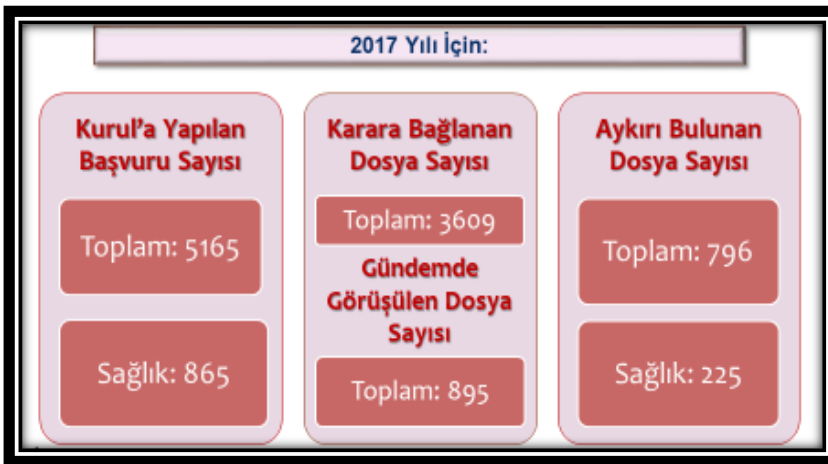 2017 Yılı İçin:
Kurul'a Yapılan
Başvuru Sayısı
Toplam: 5165
Sağlık: 865
Karara Bağlanan
Dosya Sayısı
Toplam: 3609
Gündemde
Görüşülen Dosya
Sayısı
Toplam: 895
Aykırı Bulunan
Dosya Sayısı
Toplam: 796
Sağlık: 225